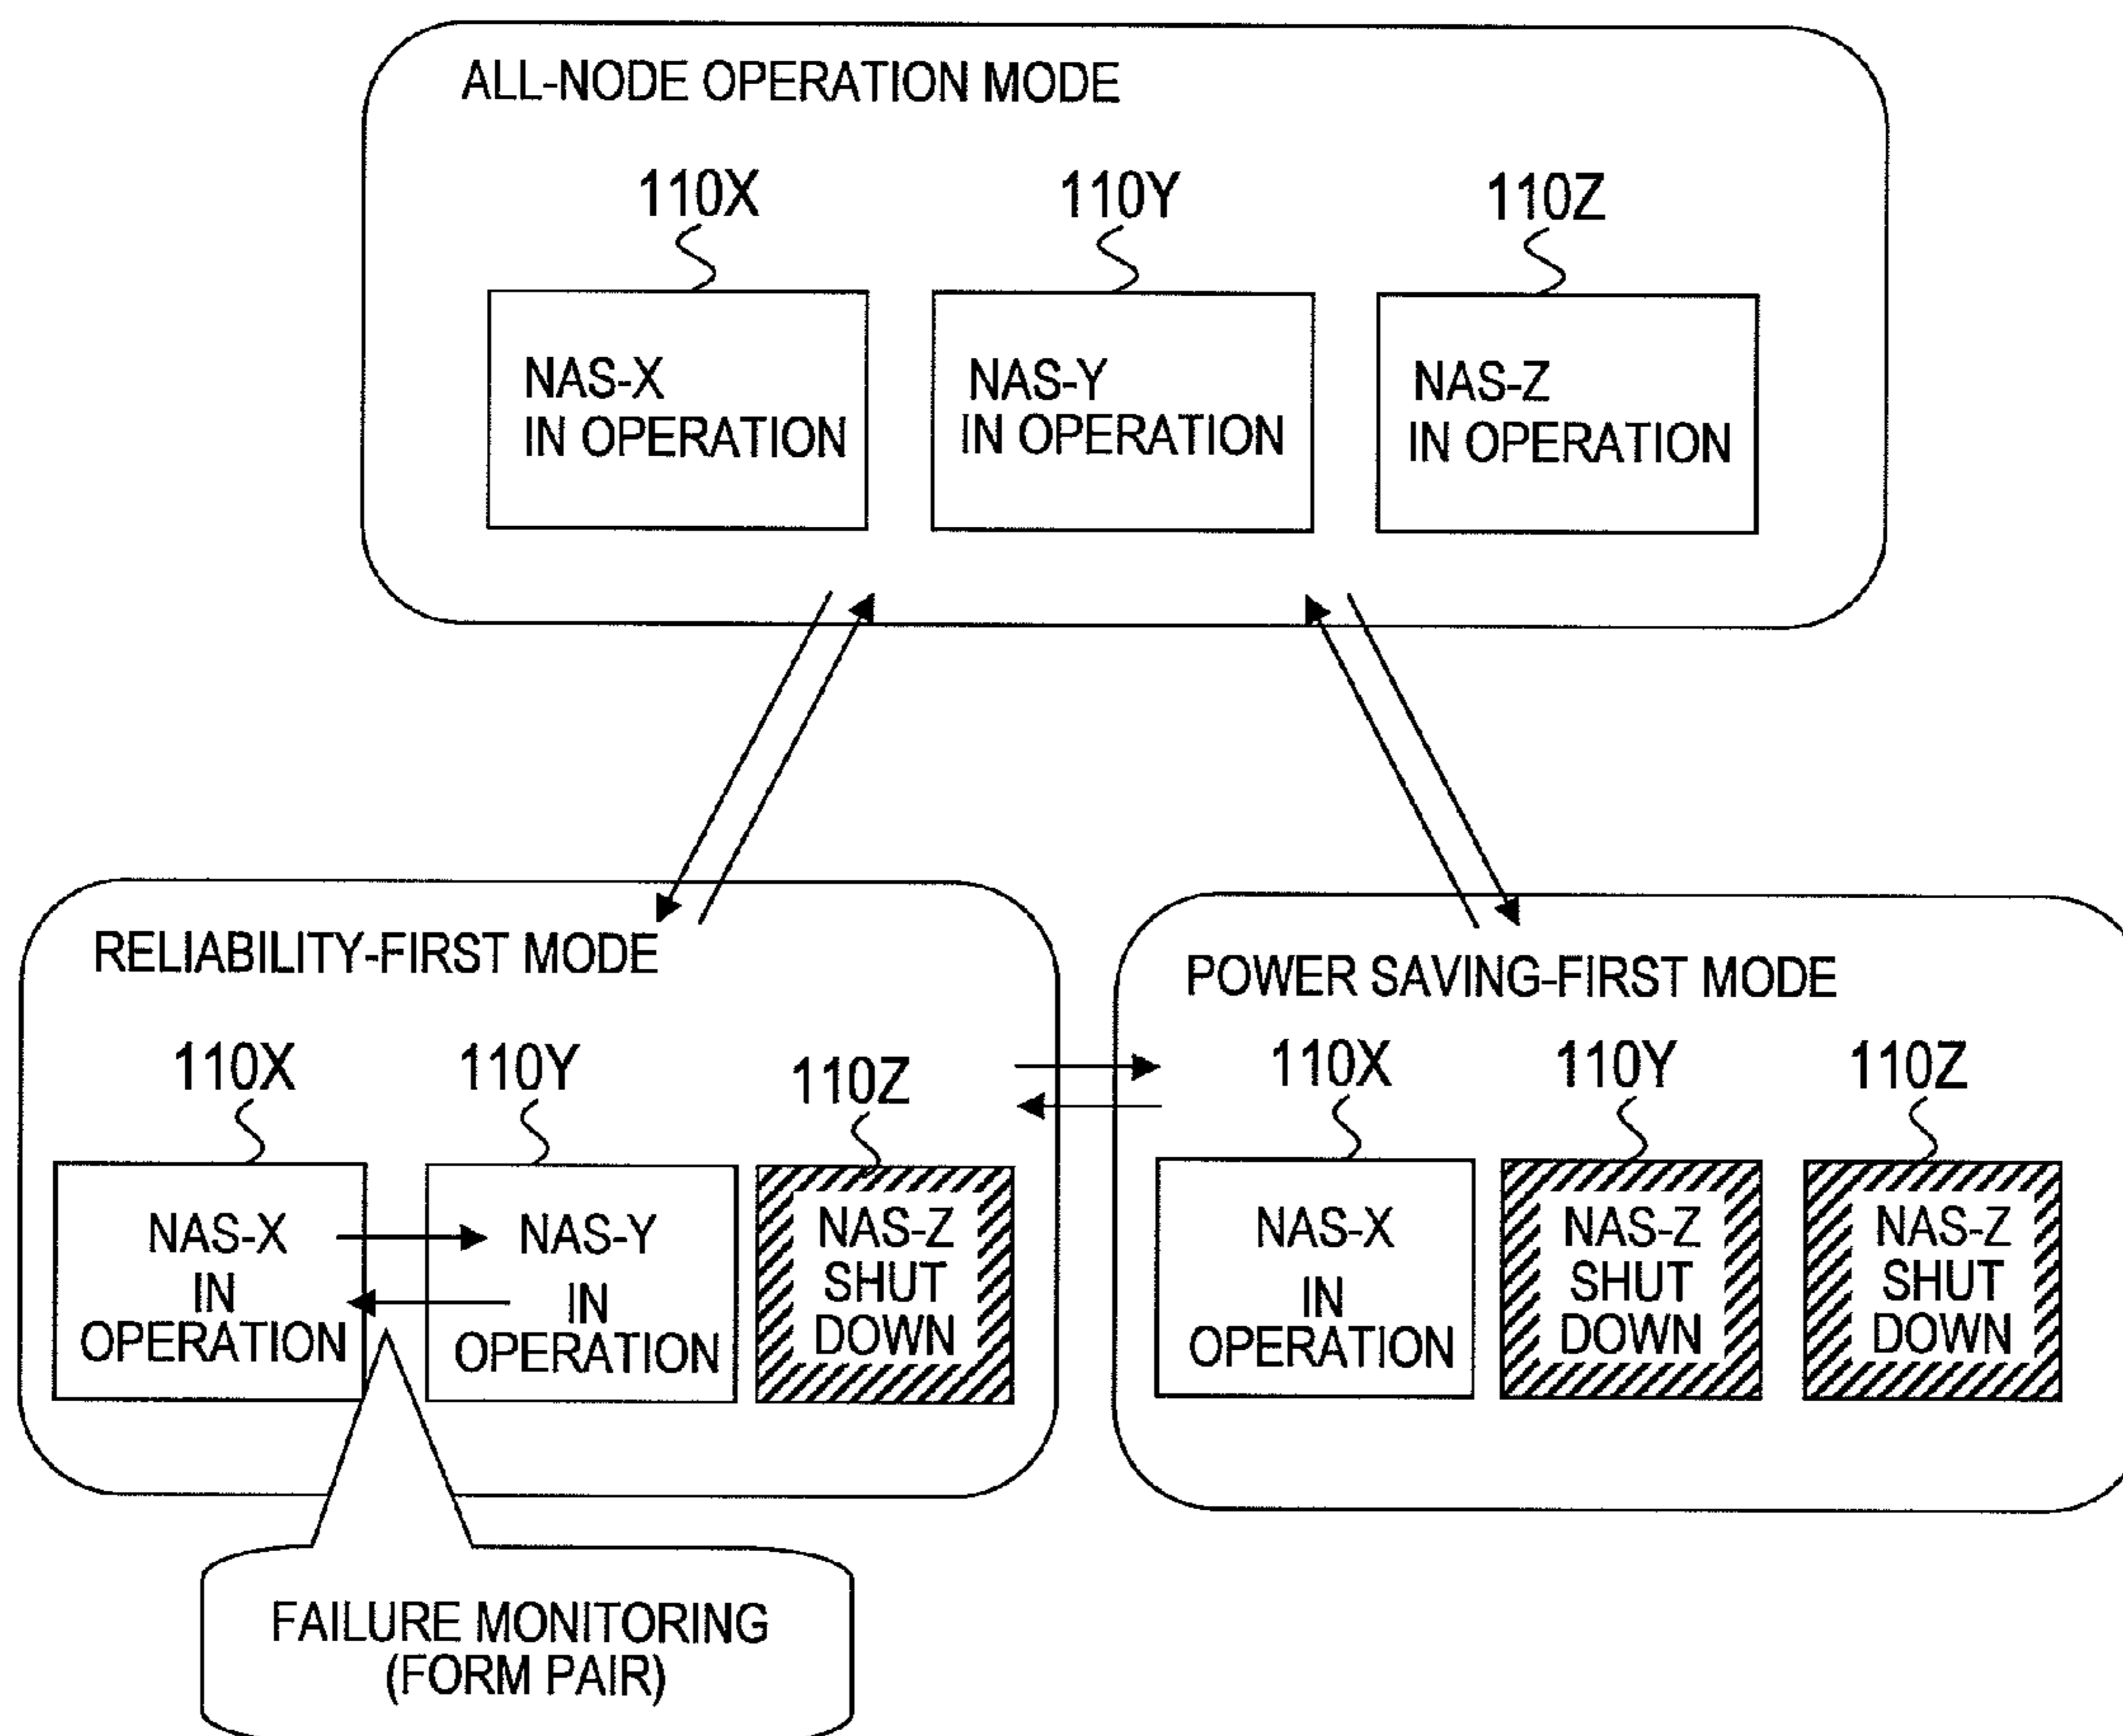 ALL-NODE OPERATION MODE
110X
110Y
110Z
NAS-X
IN OPERATION
NAS-Y
IN OPERATION
NAS-Z
IN OPERATION
RELIABILITY-FIRST MODE
110X
110Y
110Z
NAS-X
IN
OPERATION
NAS-Y
IN
OPERATION
NAS-Z
SHUT
DOWN
FAILURE MONITORING
(FORM PAIR)
POWER SAVING-FIRST MODE
110X
110Y
110Z
NAS-X
IN
OPERATION
NAS-Z
SHUT
DOWN
NAS-Z
SHUT
DOWN